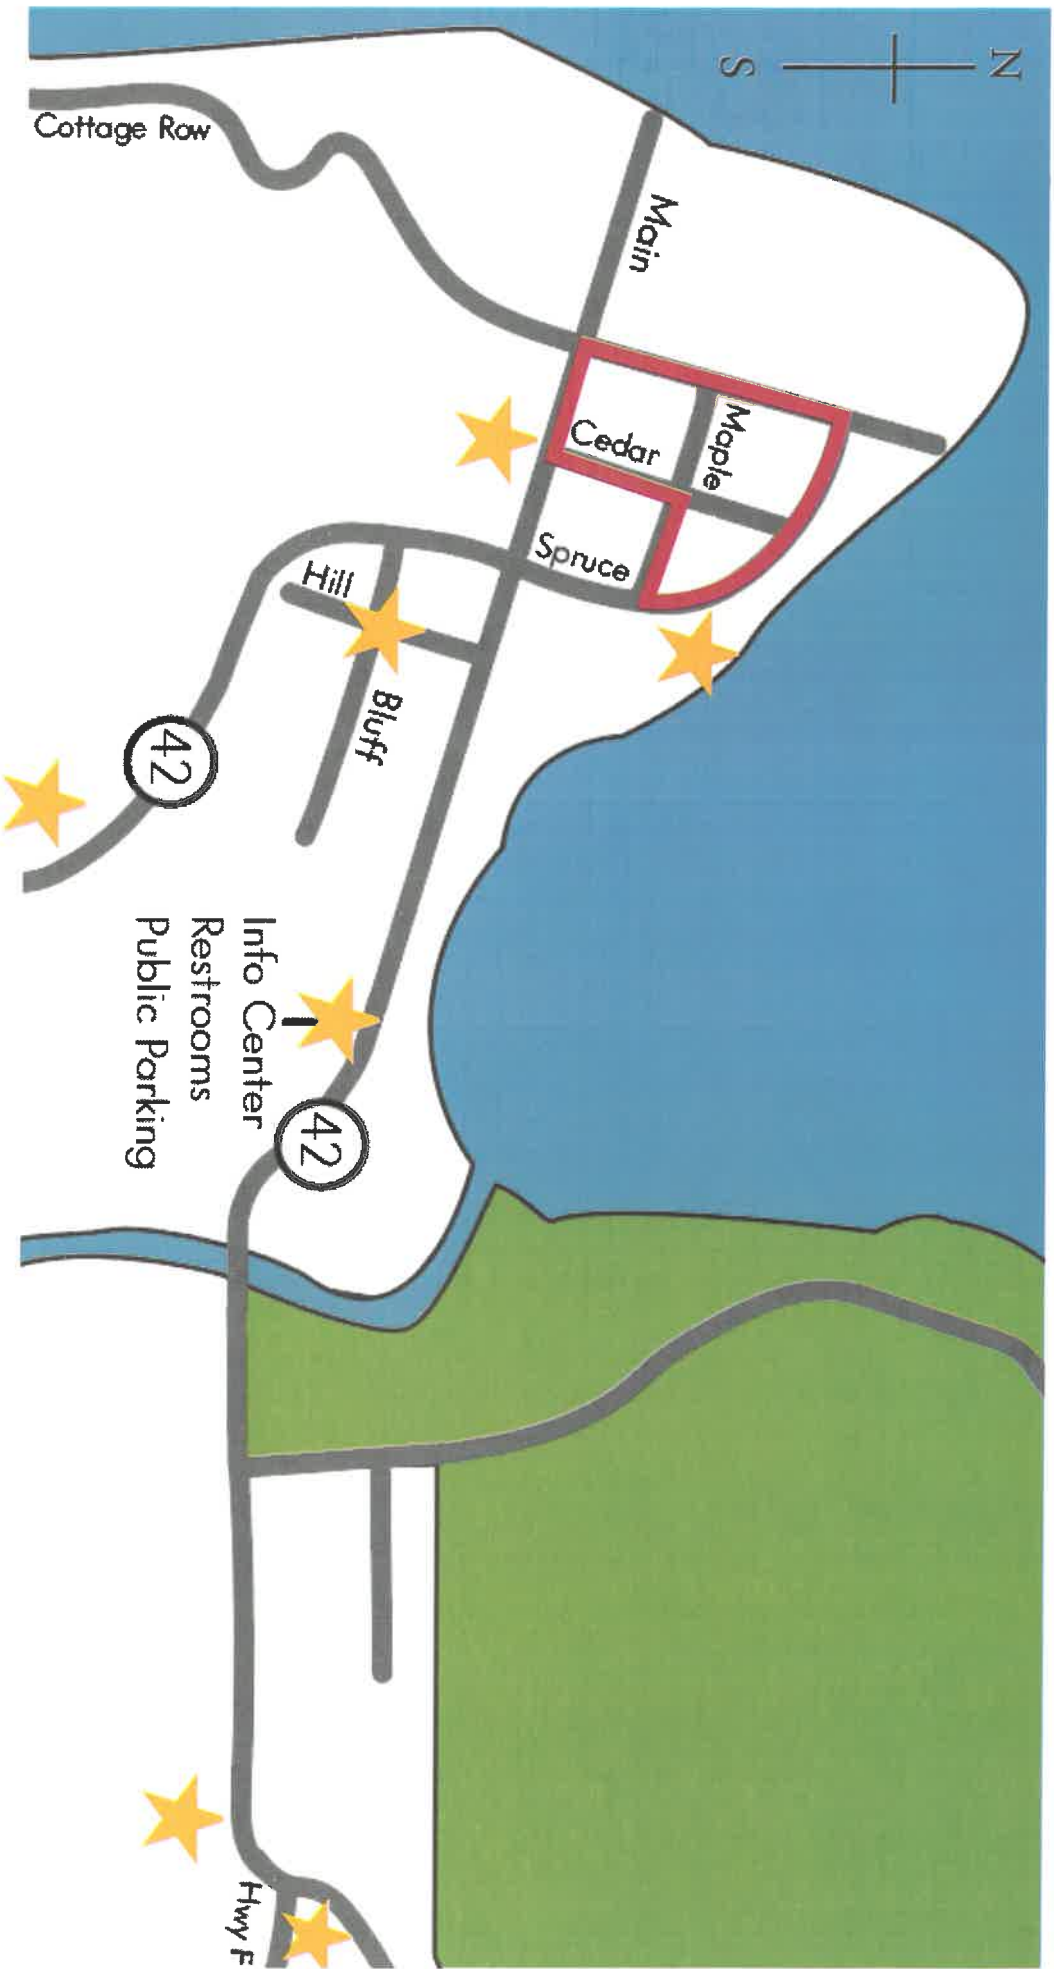 N
S
Cottage Row
Main
Maple
Cedar
Spruce
Hill
Bluff
42
Info Center
Restrooms
Public Parking
42
Hwy F